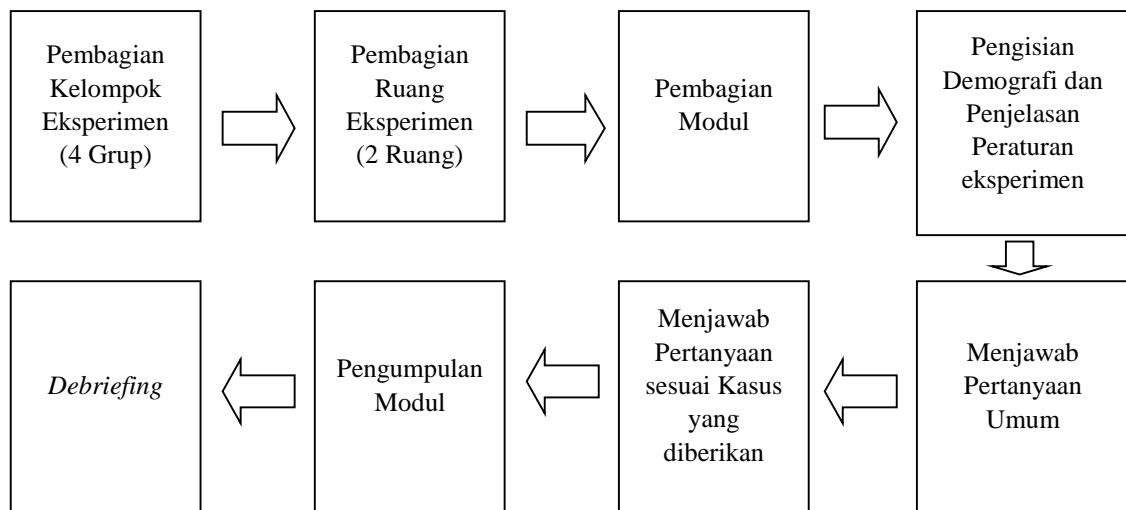 Pembagian
Kelompok
Eksperimen
(4 Grup)
Pembagian
Ruang
Eksperimen
(2 Ruang)
Pembagian
Modul
Pengisian
Demografi dan
Penjelasan
Peraturan
eksperimen
Menjawab
Pertanyaan
Umum
Menjawab
Pertanyaan
sesuai Kasus
yang
diberikan
Pengumpulan
Modul
Debriefing